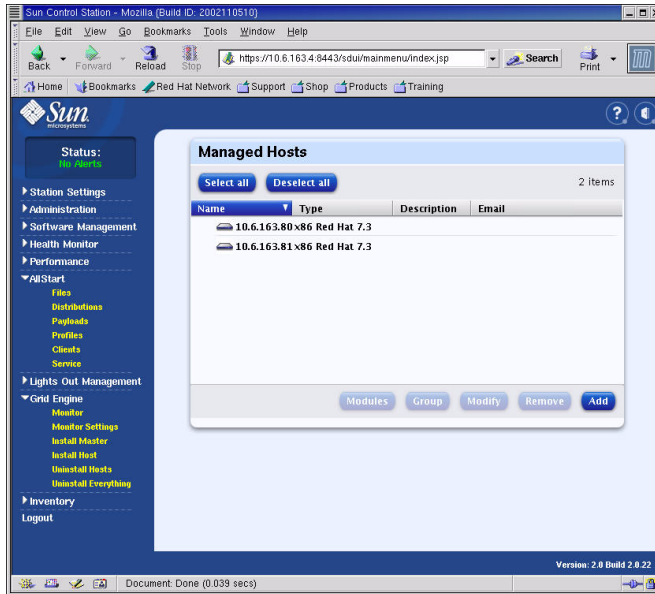 Sun Control Station - Mozilla {Build ID: 2002110510}
File Edit View Go Bookmarks Tools Window Help
Back Forward Reload Stop https://10.6.163.4:8443/sdui/mainmenu/index.jsp Search Print
Home Bookmarks Red Hat Network Support Shop Products Training
Sun
microsystems
Status:
No Alerts
Station Settings
Administration
Software Management
Health Monitor
Performance
AllStart
Files
Distributions
Payloads
Profiles
Clients
Service
Lights Out Management
Grid Engine
Monitor
Monitor Settings
Install Master
Install Host
Uninstall Hosts
Uninstall Everything
Inventory
Logout
Managed Hosts
Select all Deselect all 2 items
Name Type Description Email
10.6.163.80 x86 Red Hat 7.3
10.6.163.81 x86 Red Hat 7.3
Modules Group Modify Remove Add
Version: 2.0 Build 2.0.22
Document: Done (0.039 secs)